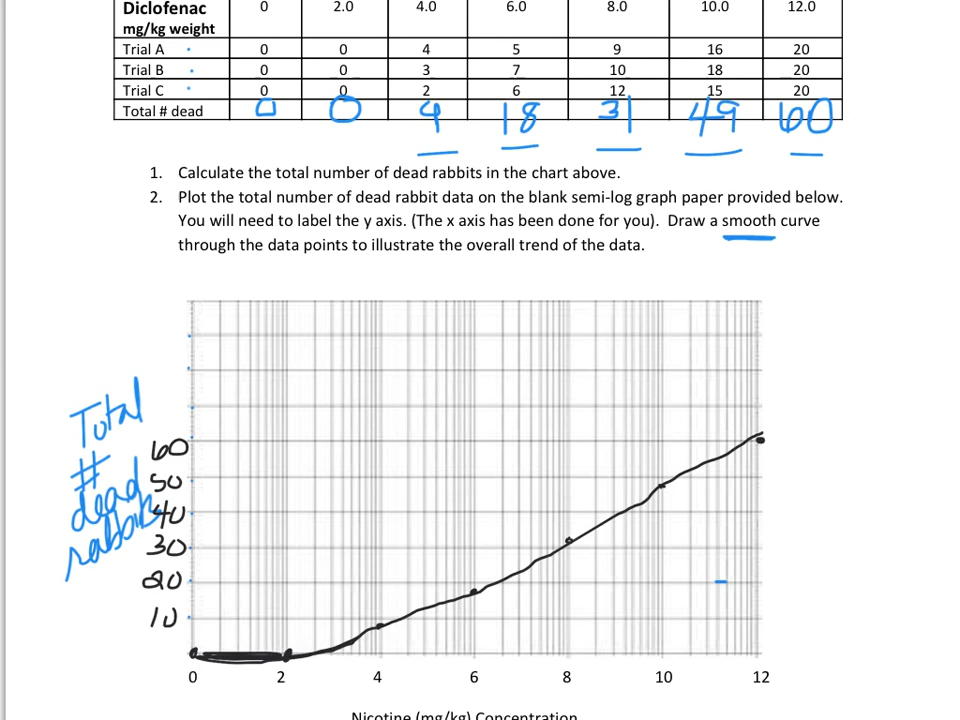 Diclofenac mg/kg weight 0 2.0 4.0 6.0 8.0 10.0 12.0
Trial A 0 0 4 5 9 16 20
Trial B 0 0 3 7 10 18 20
Trial C 0 0 2 6 12 15 20
Total # dead 0 0 9 18 31 49 60
1. Calculate the total number of dead rabbits in the chart above.
2. Plot the total number of dead rabbit data on the blank semi-log graph paper provided below.
You will need to label the y axis. (The x axis has been done for you). Draw a smooth curve
through the data points to illustrate the overall trend of the data.
Total
#
dead
rabbits
60
50
40
30
20
10
0 2 4 6 8 10 12
Nicotine (mg/kg) Concentration